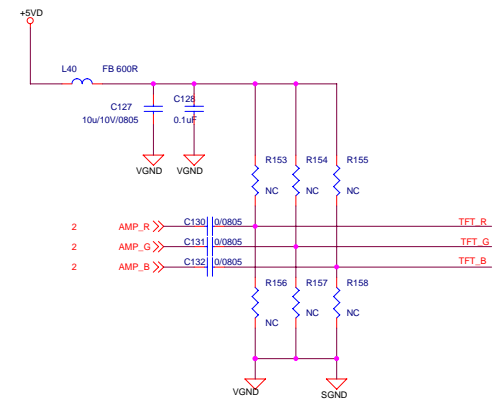 +5VD
L40 FB 600R
C127
10u/10V/0805
C128
0.1uF
VGND VGND
R153 R154 R155
NC NC NC
2 AMP_R C130 0/0805 TFT_R
2 AMP_G C131 0/0805 TFT_G
2 AMP_B C132 0/0805 TFT_B
R156 R157 R158
NC NC NC
VGND SGND